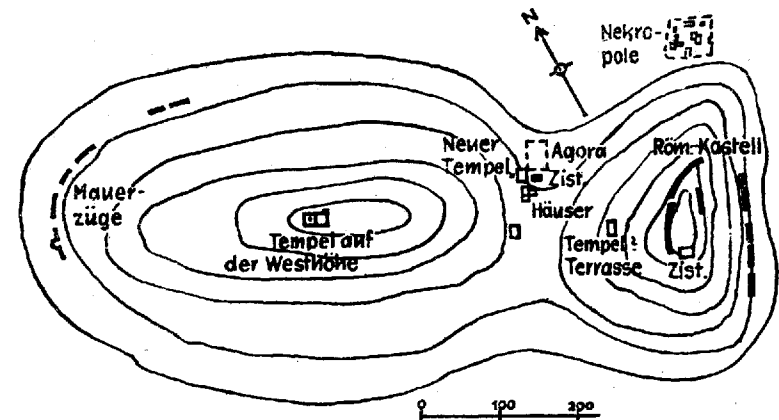 N
Nekro-
pole
Neuer
Tempel
Agora
Zist.
Häuser
Röm. Kastell
Mauer-
züge
Tempel auf
der Westhöhe
Tempel-
Terrasse
Zist.
0 100 200